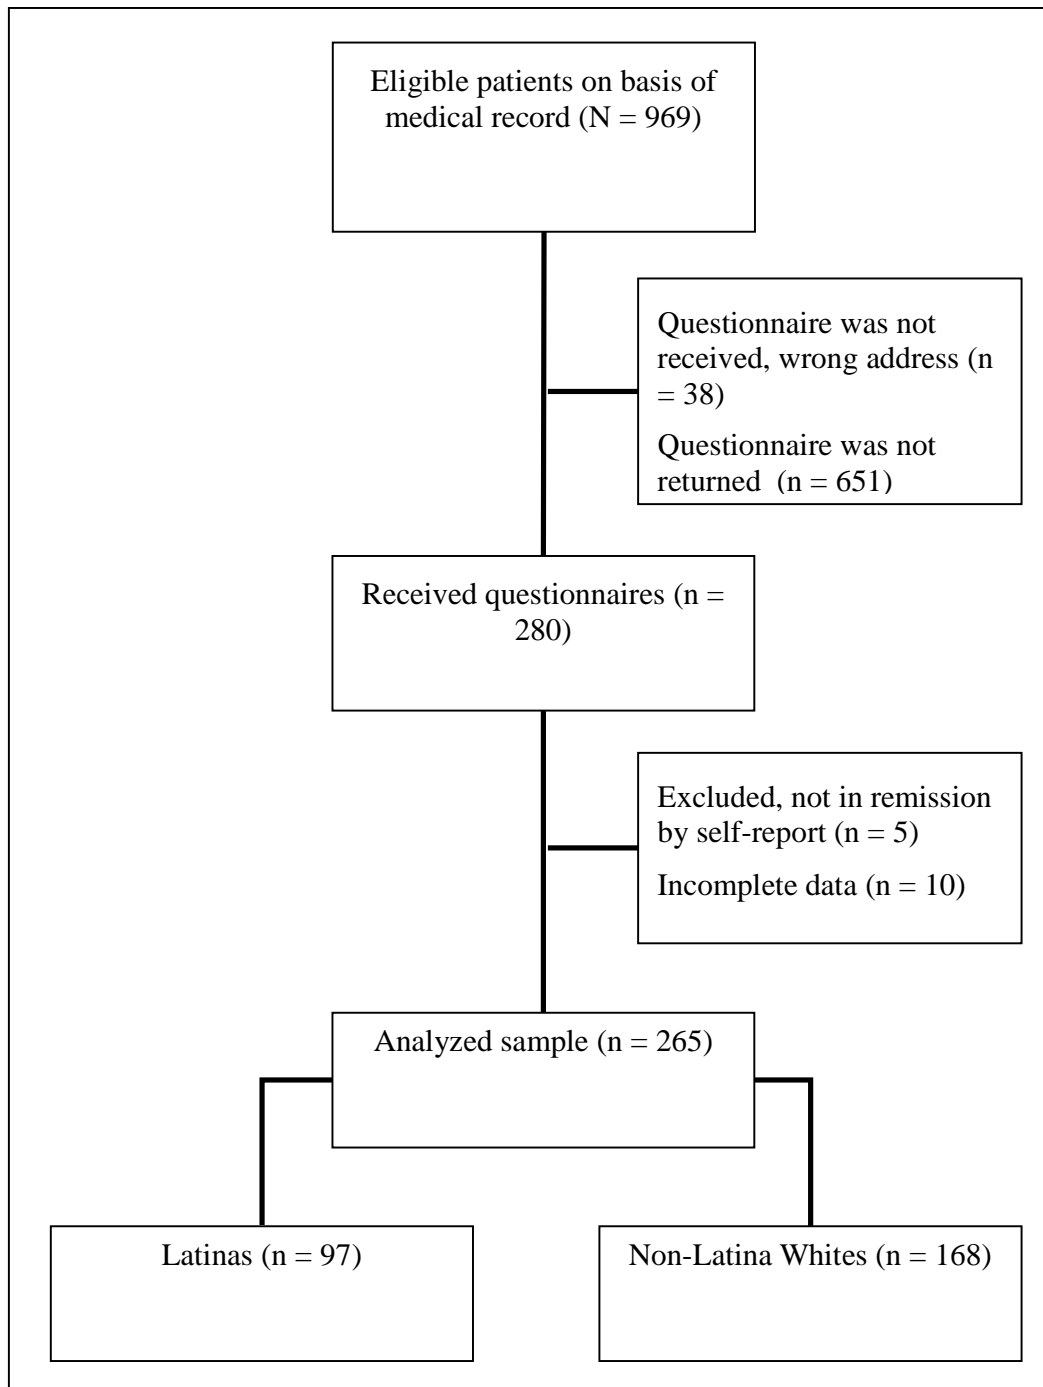 Eligible patients on basis of
medical record (N = 969)
Questionnaire was not
received, wrong address (n
= 38)
Questionnaire was not
returned  (n = 651)
Received questionnaires (n =
280)
Excluded, not in remission
by self-report (n = 5)
Incomplete data (n = 10)
Analyzed sample (n = 265)
Latinas (n = 97)
Non-Latina Whites (n = 168)